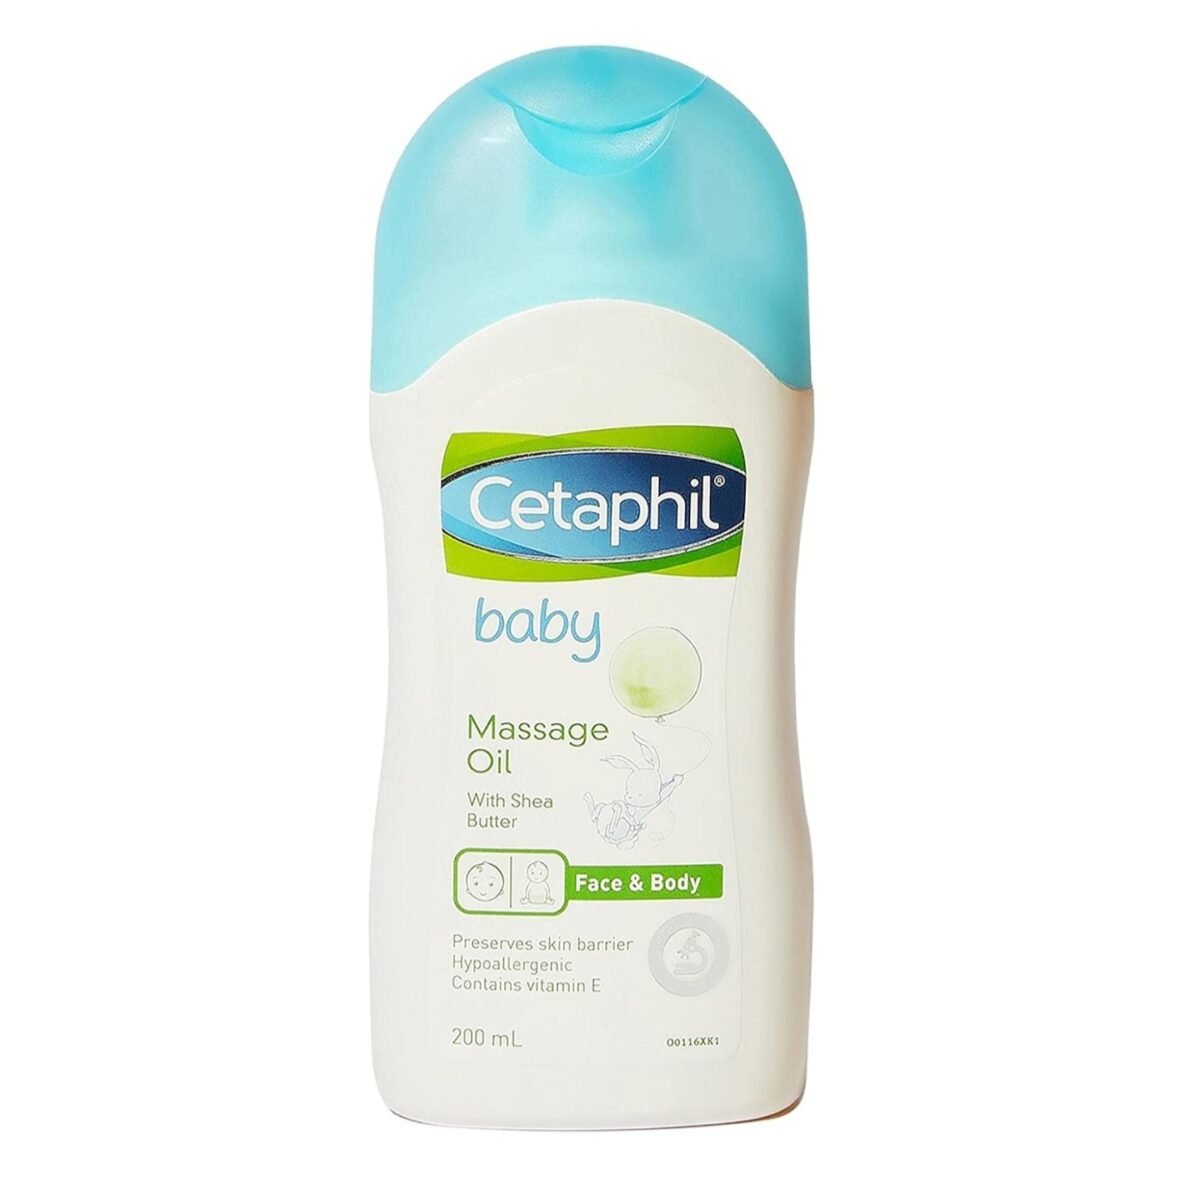 Cetaphil®
baby
Massage
Oil
With Shea
Butter
Face & Body
Preserves skin barrier
Hypoallergenic
Contains vitamin E
200 mL
O0116XK1